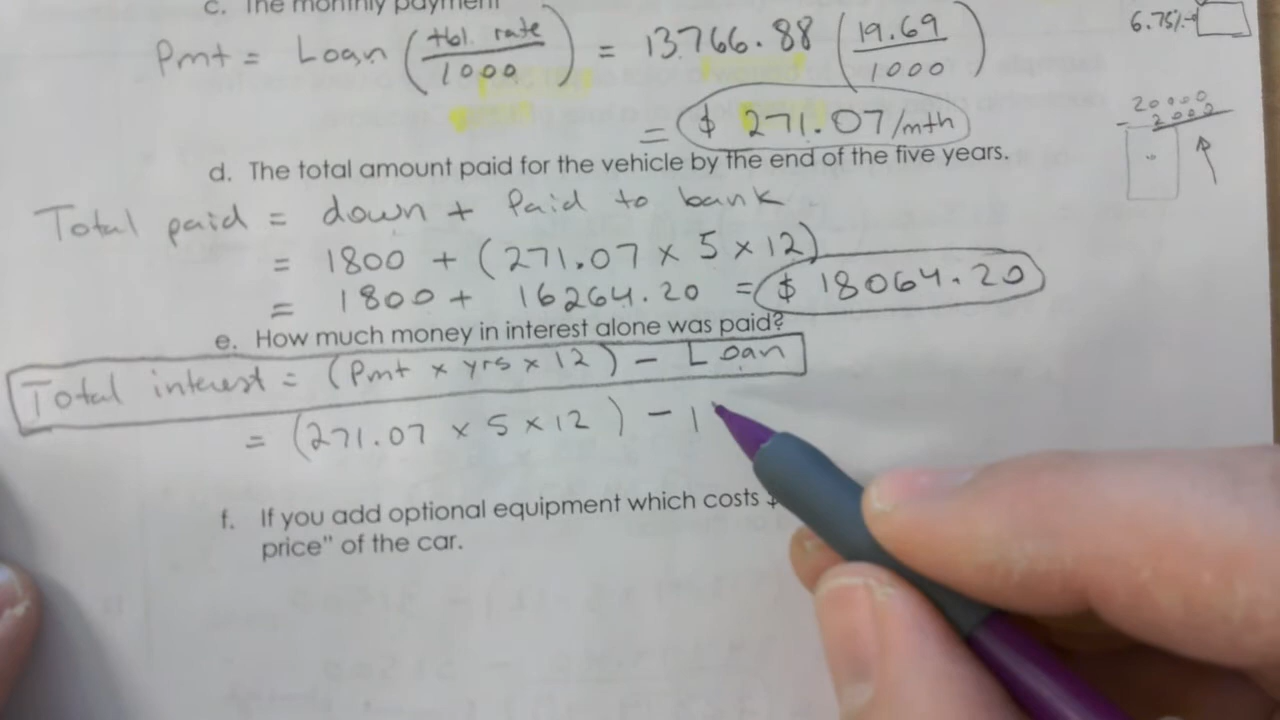 c. The monthly payment
Pmt = Loan (tbl. rate / 1000) = 13766.88 (19.69 / 1000)
6.75%→
= $ 271.07/mth
20000
- 2000
d. The total amount paid for the vehicle by the end of the five years.
Total paid = down + Paid to bank
= 1800 + (271.07 × 5 × 12)
= 1800 + 16264.20 = $ 18064.20
e. How much money in interest alone was paid?
Total interest = (Pmt × yrs × 12) - Loan
= (271.07 × 5 × 12) - 1
f. If you add optional equipment which costs $
price" of the car.